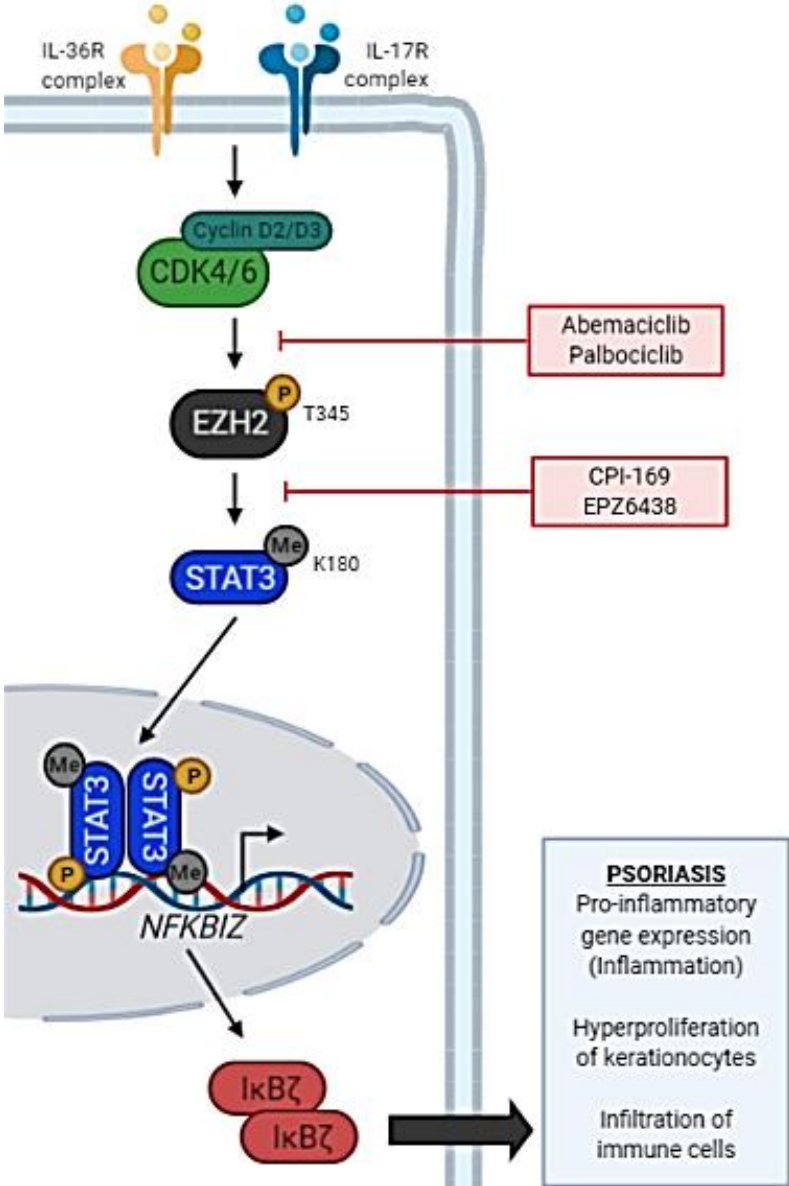 IL-36R
complex
IL-17R
complex
Cyclin D2/D3
CDK4/6
Abemaciclib
Palbociclib
P
EZH2
T345
CPI-169
EPZ6438
Me
STAT3
K180
Me
STAT3
STAT3
P
P
Me
NFKBIZ
PSORIASIS
Pro-inflammatory
gene expression
(Inflammation)
Hyperproliferation
of kerationocytes
Infiltration of
immune cells
IκBζ
IκBζ